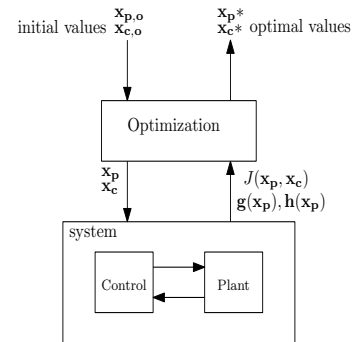 initial values x_p,o x_p*
x_c,o x_c* optimal values
Optimization
x_p
x_c
J(x_p, x_c)
g(x_p), h(x_p)
system
Control Plant